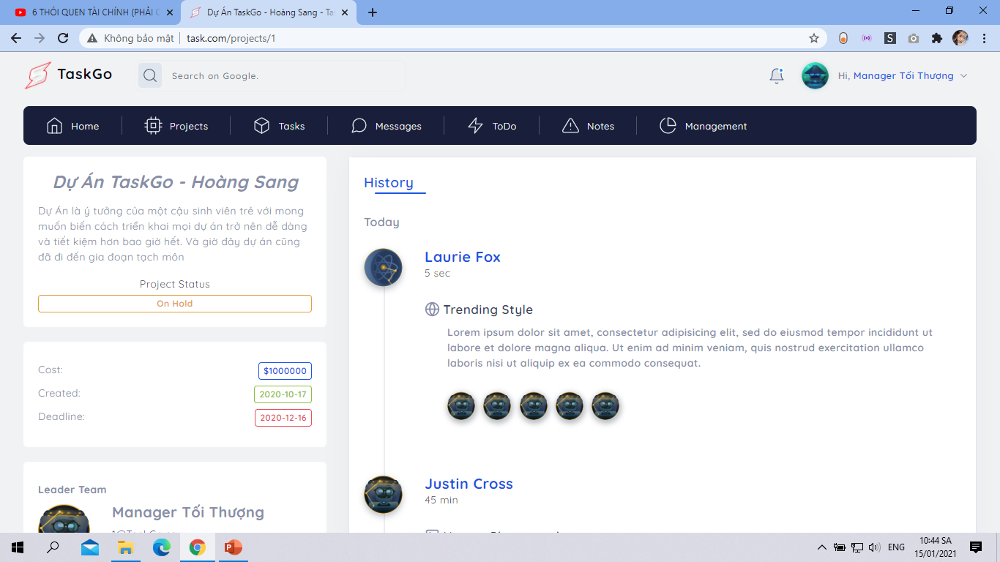 6 THÓI QUEN TÀI CHÍNH (PHẢI C
Dự Án TaskGo - Hoàng Sang - Ta
Không bảo mật
task.com/projects/1
TaskGo
Search on Google.
Hi, Manager Tối Thượng
Home
Projects
Tasks
Messages
ToDo
Notes
Management
Dự Án TaskGo - Hoàng Sang
Dự Án là ý tưởng của một cậu sinh viên trẻ với mong
muốn biến cách triển khai mọi dự án trở nên dễ dàng
và tiết kiệm hơn bao giờ hết. Và giờ đây dự án cũng
đã đi đến gia đoạn tạch môn
Project Status
On Hold
Cost:
$1000000
Created:
2020-10-17
Deadline:
2020-12-16
Leader Team
Manager Tối Thượng
History
Today
Laurie Fox
5 sec
Trending Style
Lorem ipsum dolor sit amet, consectetur adipisicing elit, sed do eiusmod tempor incididunt ut
labore et dolore magna aliqua. Ut enim ad minim veniam, quis nostrud exercitation ullamco
laboris nisi ut aliquip ex ea commodo consequat.
Justin Cross
45 min
ENG
10:44 SA
15/01/2021